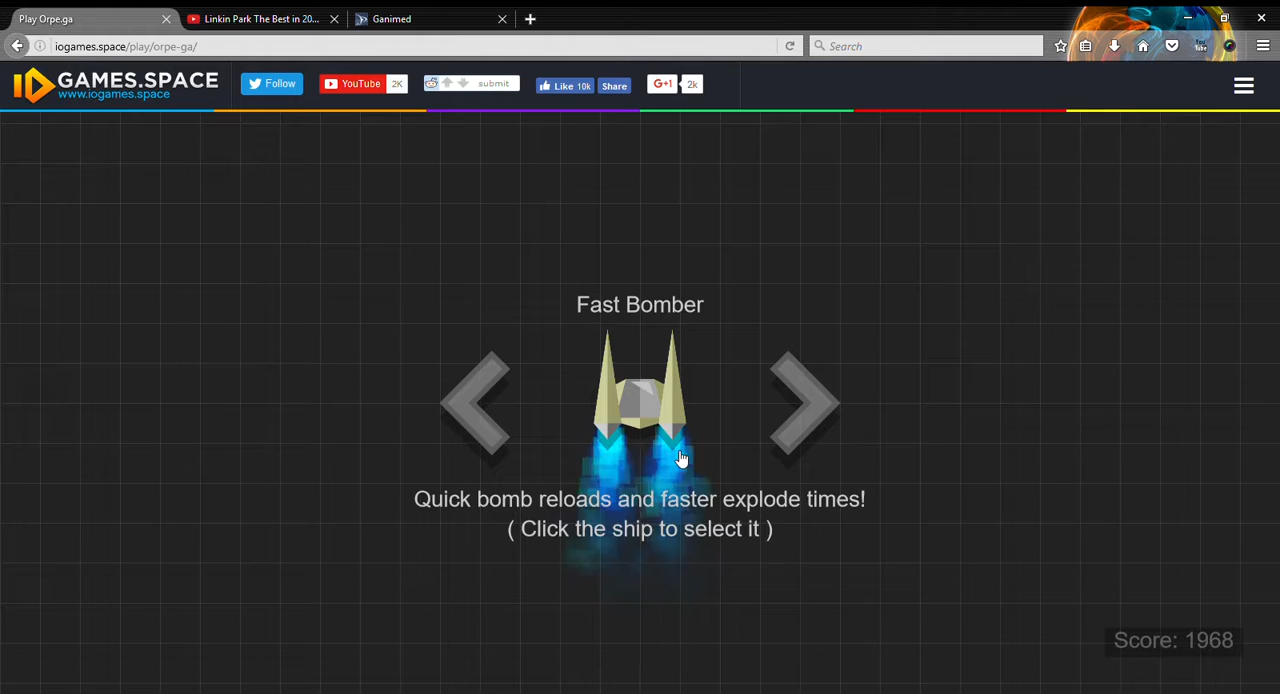 Play Orpe.ga
Linkin Park The Best in 20...
Ganimed
iogames.space/play/orpe-ga/
Search
You
Tube
GAMES.SPACE
www.iogames.space
Follow
YouTube 2K
submit
Like 10k
Share
G+1 2k
Fast Bomber
Quick bomb reloads and faster explode times!
( Click the ship to select it )
Score: 1968